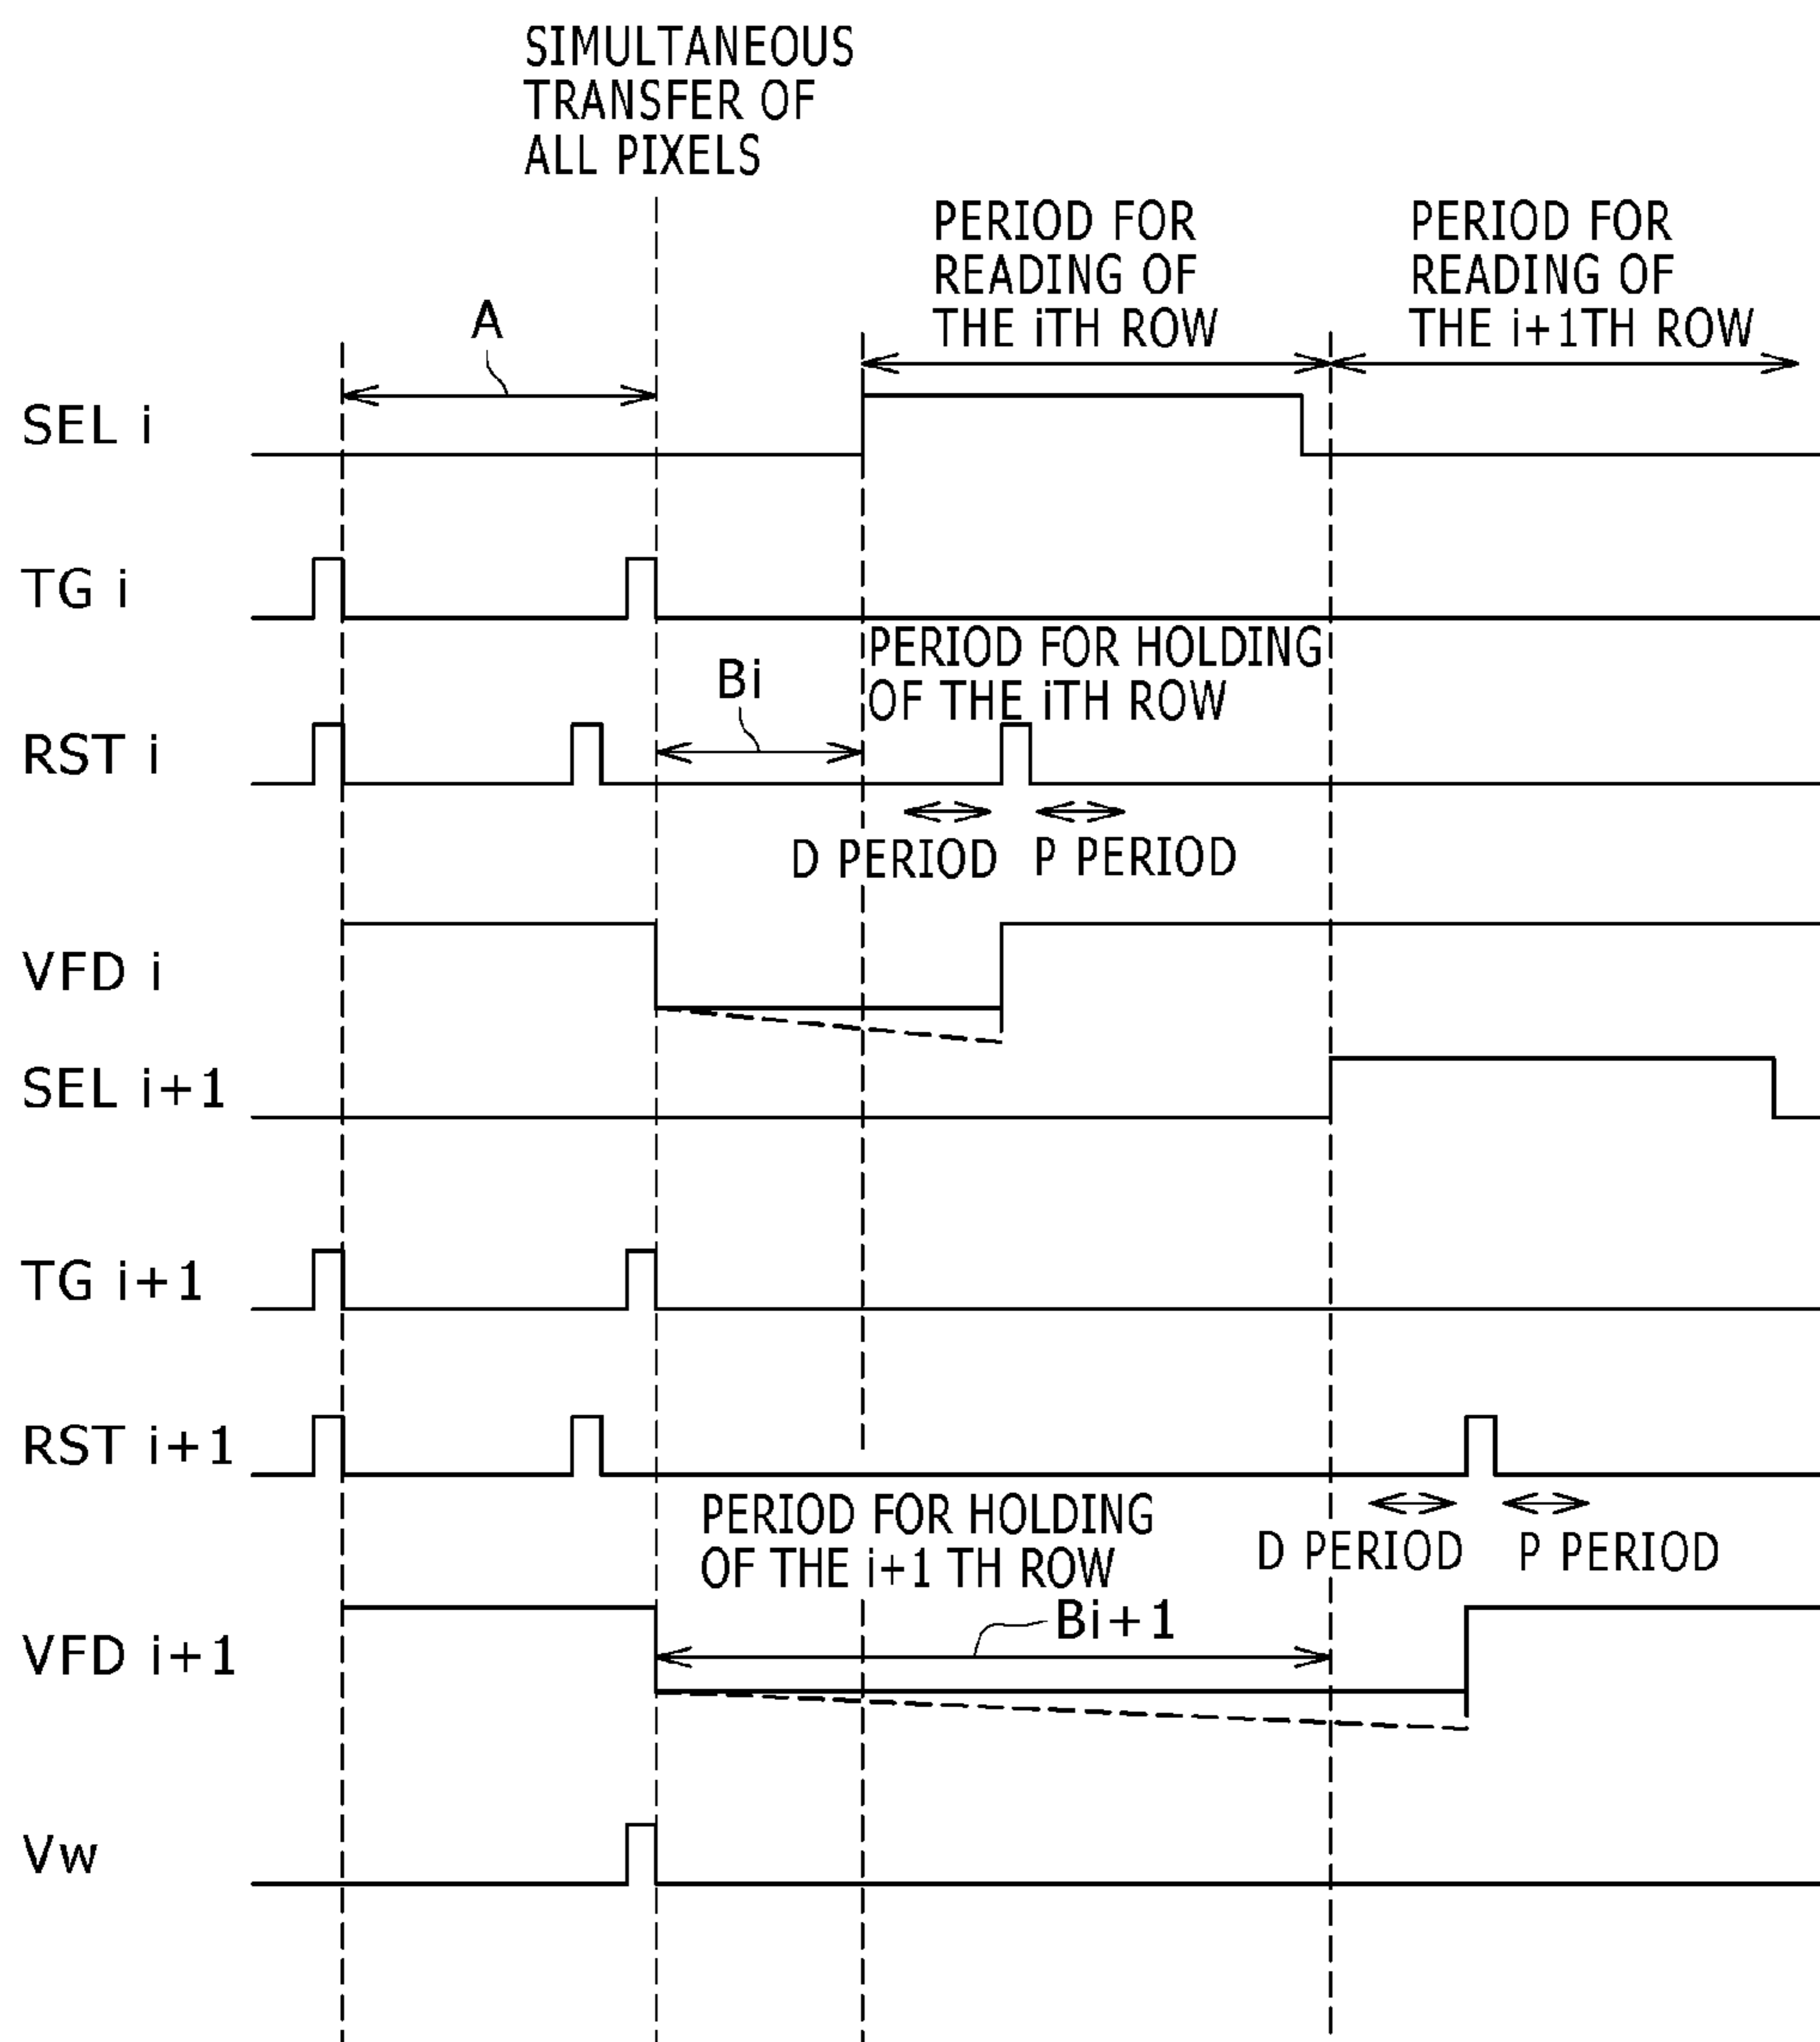 SIMULTANEOUS
TRANSFER OF
ALL PIXELS
PERIOD FOR
READING OF
THE iTH ROW
PERIOD FOR
READING OF
THE i+1TH ROW
A
SEL i
TG i
PERIOD FOR HOLDING
OF THE iTH ROW
Bi
RST i
D PERIOD
P PERIOD
VFD i
SEL i+1
TG i+1
RST i+1
PERIOD FOR HOLDING
OF THE i+1 TH ROW
D PERIOD
P PERIOD
Bi+1
VFD i+1
Vw